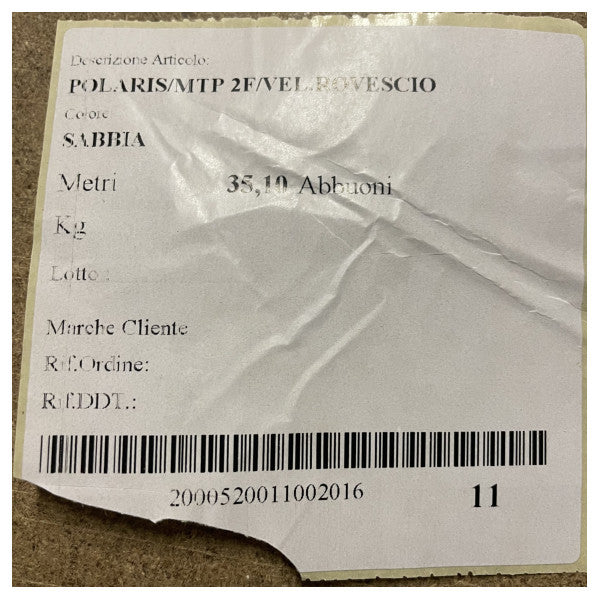 Descrizione Articolo:
POLARIS/MTP 2F/VEL.ROVESCIO
Colore
SABBIA
Metri 35,10 Abbuoni
Kg
Lotto :
Marche Cliente
Rif.Ordine:
Rif.DDT.:
2000520011002016 11